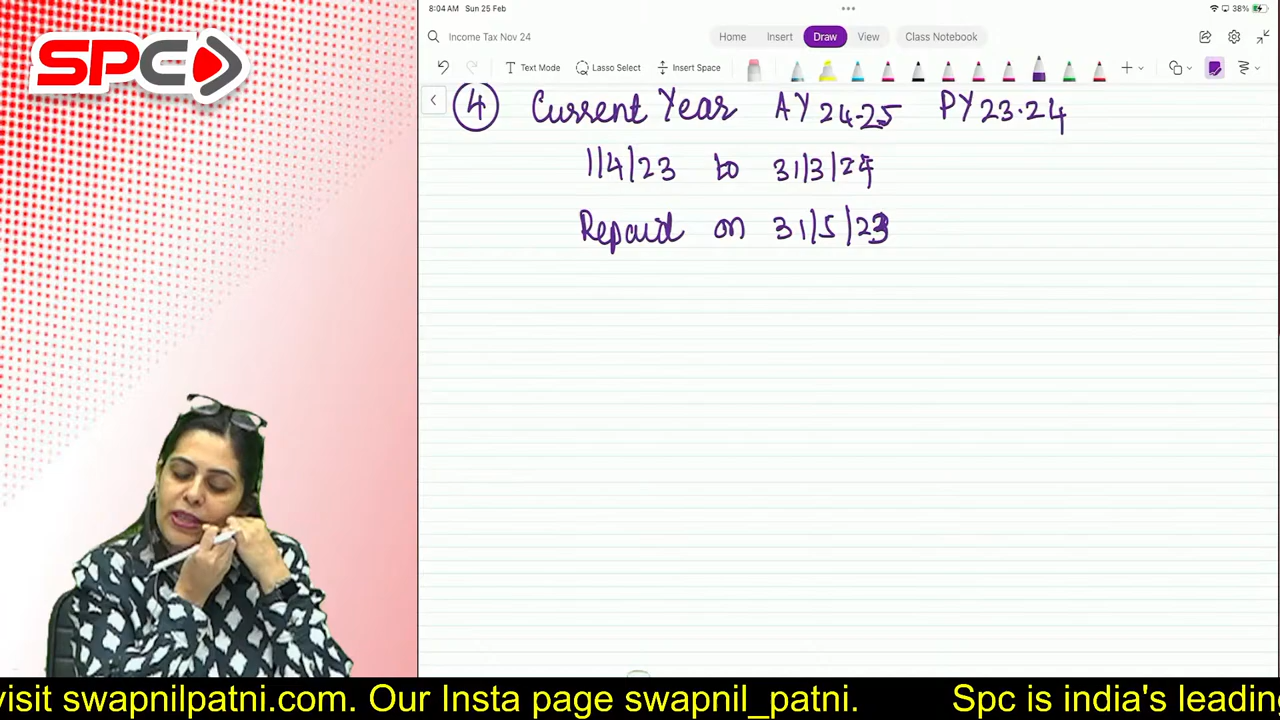 8:04 AM Sun 25 Feb
38%
SPC
Income Tax Nov 24
Home Insert Draw View Class Notebook
Text Mode Lasso Select Insert Space
4 Current Year AY 24-25 PY 23-24
1/4/23 to 31/3/24
Repaid on 31/5/23
visit swapnilpatni.com. Our Insta page swapnil_patni. Spc is india's leading